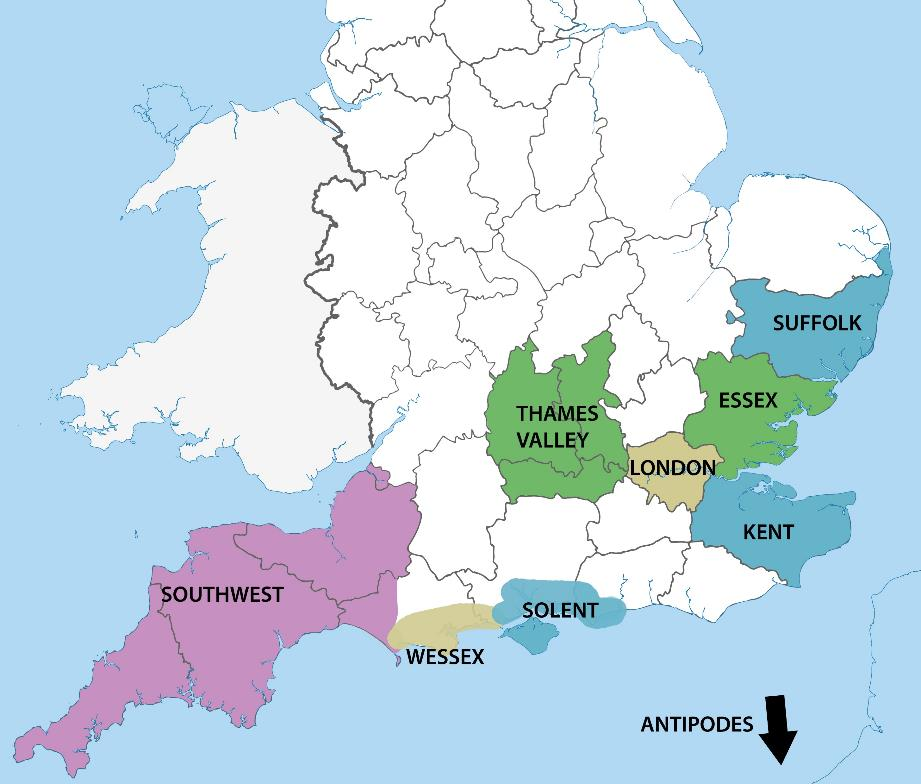 SUFFOLK
ESSEX
THAMES
VALLEY
LONDON
KENT
SOUTHWEST
SOLENT
WESSEX
ANTIPODES